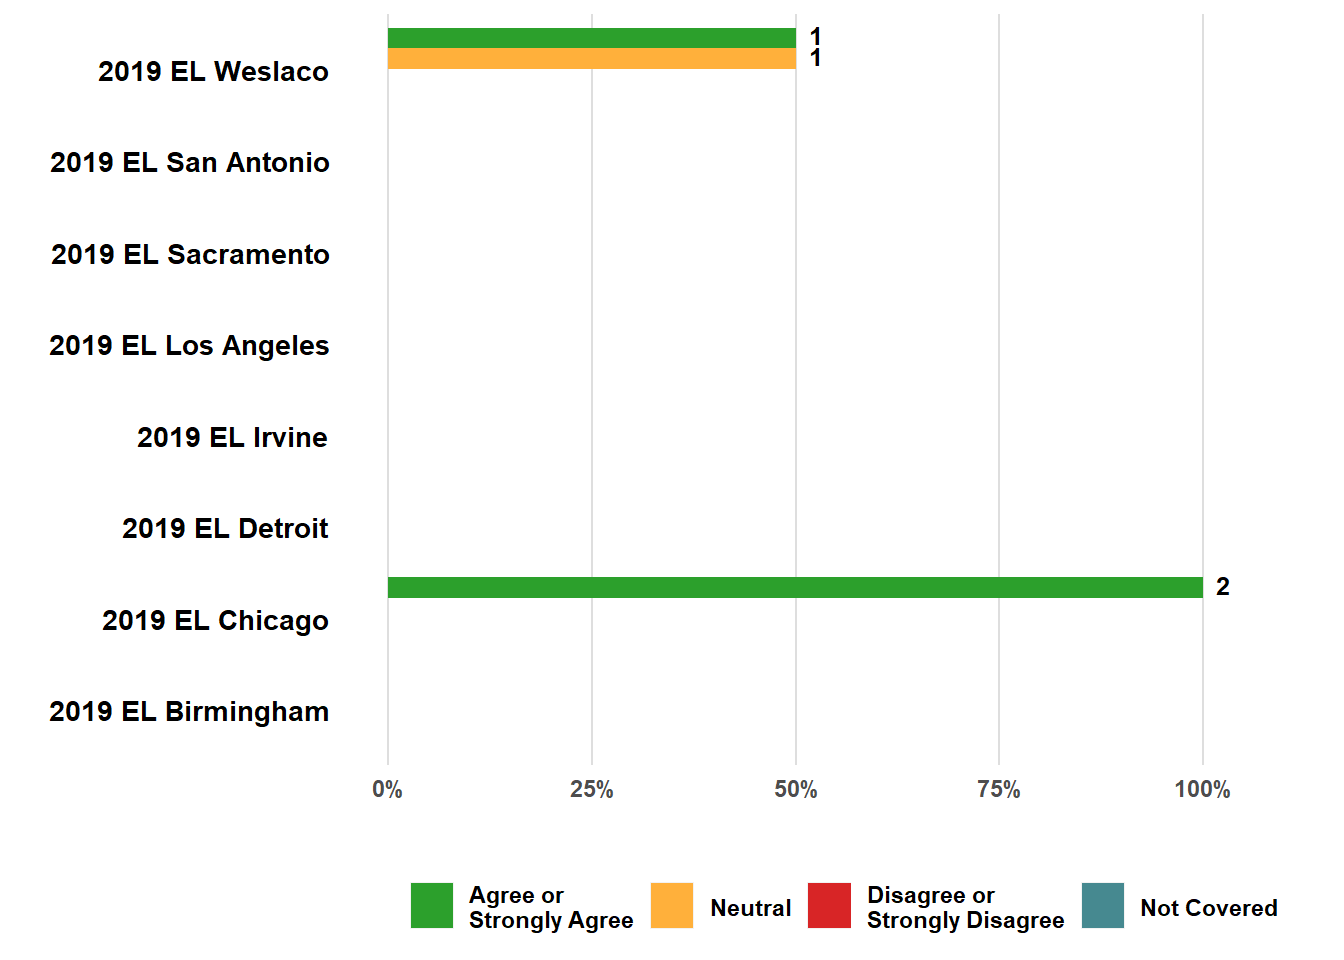 1
1
2019 EL Weslaco
2019 EL San Antonio
2019 EL Sacramento
2019 EL Los Angeles
2019 EL Irvine
2019 EL Detroit
2
2019 EL Chicago
2019 EL Birmingham
0% 25% 50% 75% 100%
Agree or
Strongly Agree
Neutral
Disagree or
Strongly Disagree
Not Covered